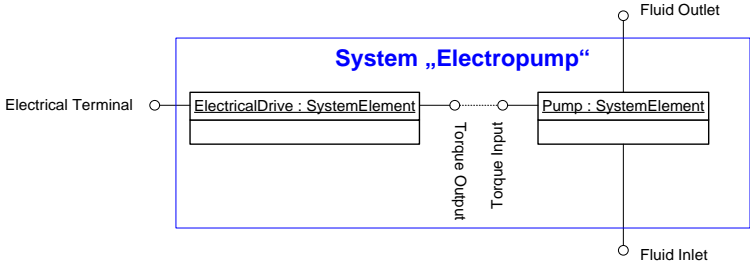 Fluid Outlet
System „Electropump“
Electrical Terminal
ElectricalDrive : SystemElement
Pump : SystemElement
Torque Output
Torque Input
Fluid Inlet